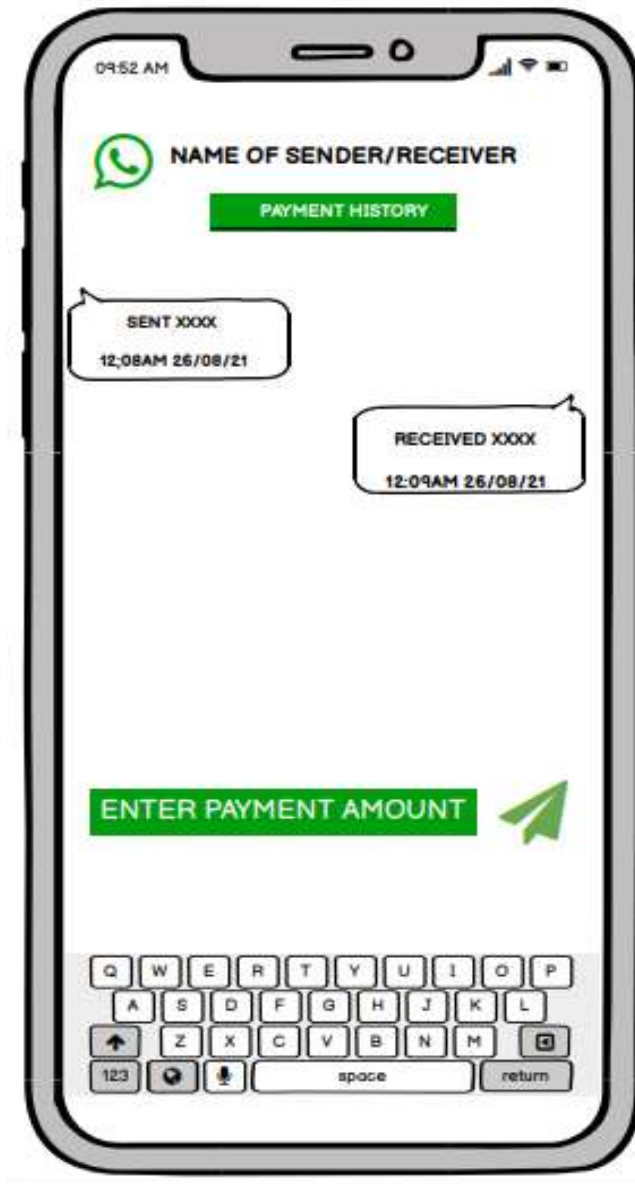 09:52 AM
NAME OF SENDER/RECEIVER
PAYMENT HISTORY
SENT XXXX
12;08AM 26/08/21
RECEIVED XXXX
12:09AM 26/08/21
ENTER PAYMENT AMOUNT
Q W E R T Y U I O P
A S D F G H J K L
Z X C V B N M
123 space return